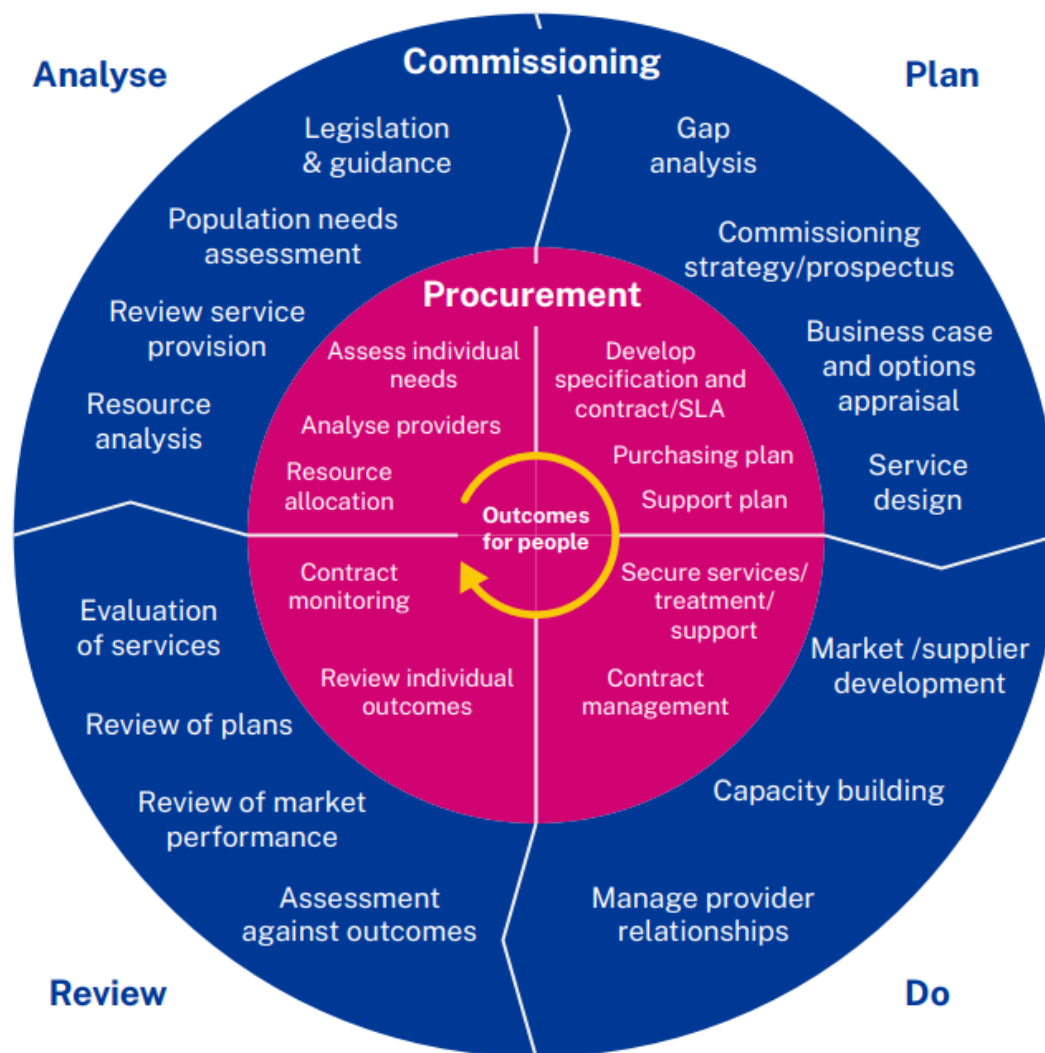 Analyse
Commissioning
Plan
Legislation
& guidance
Population needs
assessment
Review service
provision
Resource
analysis
Gap
analysis
Commissioning
strategy/prospectus
Business case
and options
appraisal
Service
design
Procurement
Assess individual
needs
Analyse providers
Resource
allocation
Develop
specification and
contract/SLA
Purchasing plan
Support plan
Outcomes
for people
Contract
monitoring
Review individual
outcomes
Secure services/
treatment/
support
Contract
management
Evaluation
of services
Review of plans
Review of market
performance
Assessment
against outcomes
Market /supplier
development
Capacity building
Manage provider
relationships
Review
Do